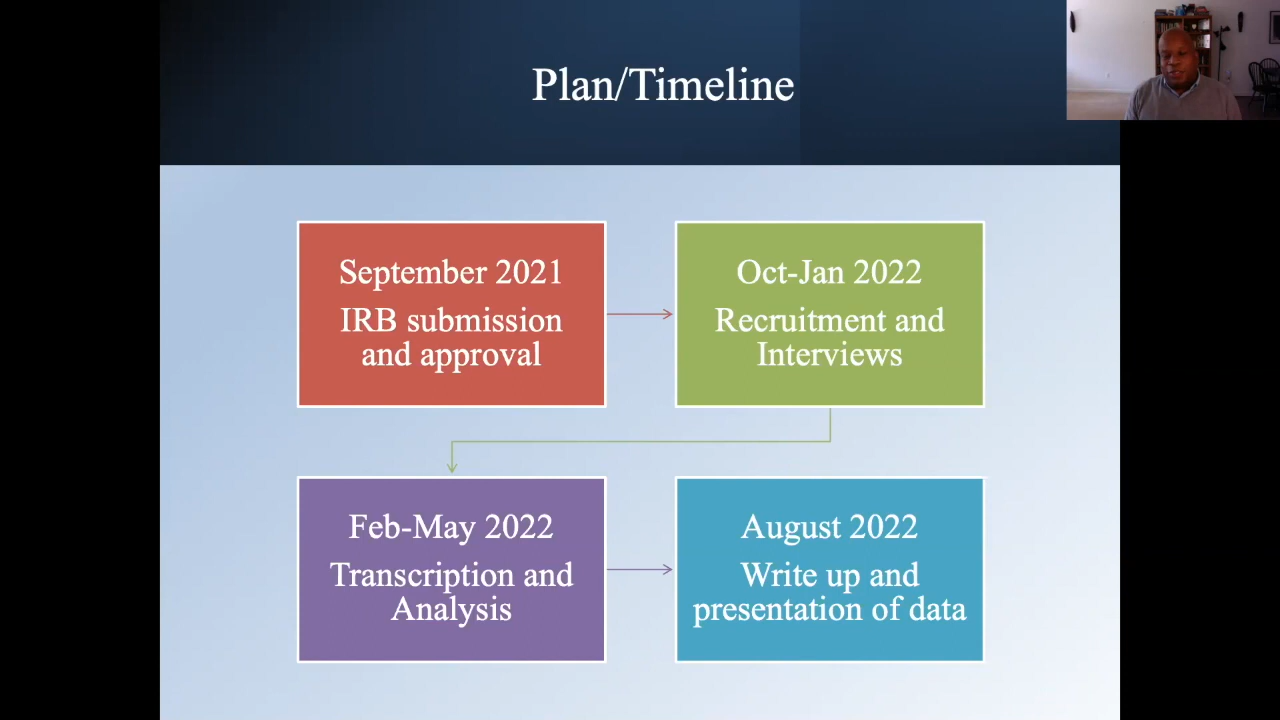 Plan/Timeline
September 2021
IRB submission
and approval
Oct-Jan 2022
Recruitment and
Interviews
Feb-May 2022
Transcription and
Analysis
August 2022
Write up and
presentation of data